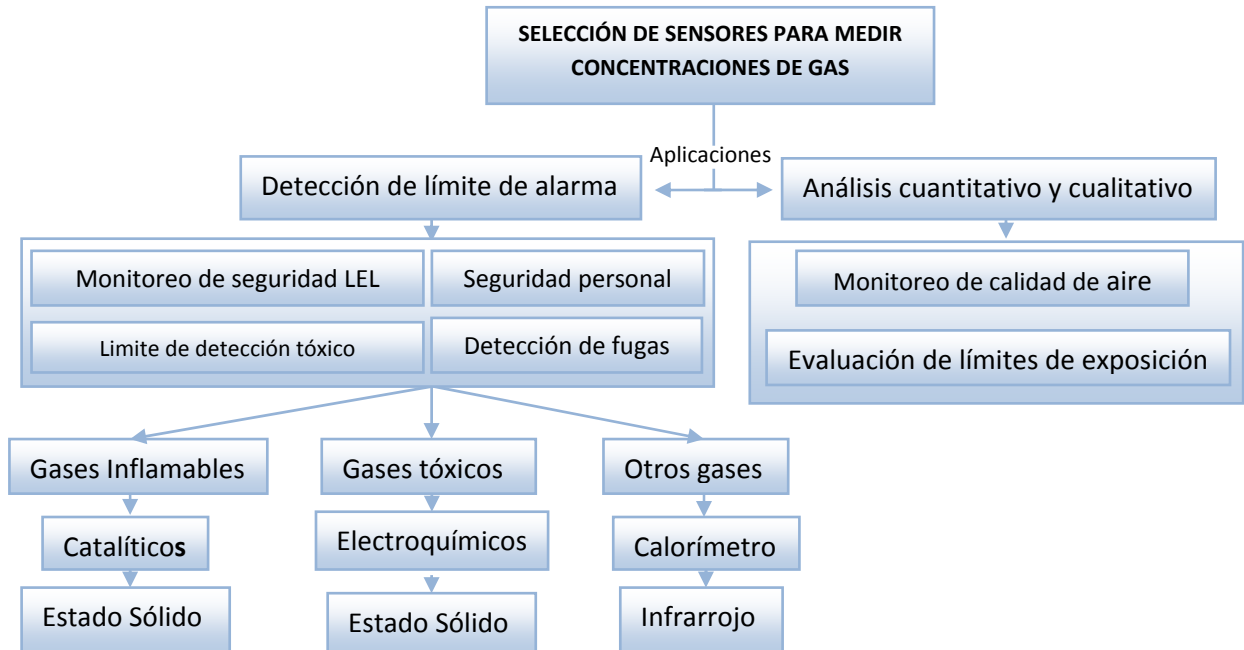 SELECCIÓN DE SENSORES PARA MEDIR
CONCENTRACIONES DE GAS
Aplicaciones
Detección de límite de alarma
Análisis cuantitativo y cualitativo
Monitoreo de seguridad LEL
Seguridad personal
Limite de detección tóxico
Detección de fugas
Monitoreo de calidad de aire
Evaluación de límites de exposición
Gases Inflamables
Gases tóxicos
Otros gases
Catalíticos
Electroquímicos
Calorímetro
Estado Sólido
Estado Sólido
Infrarrojo